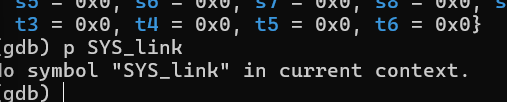 s5 = 0x0, s6 = 0x0, s7 = 0x0, s8 = 0x0, s
t3 = 0x0, t4 = 0x0, t5 = 0x0, t6 = 0x0}
gdb) p SYS_link
o symbol "SYS_link" in current context.
gdb)